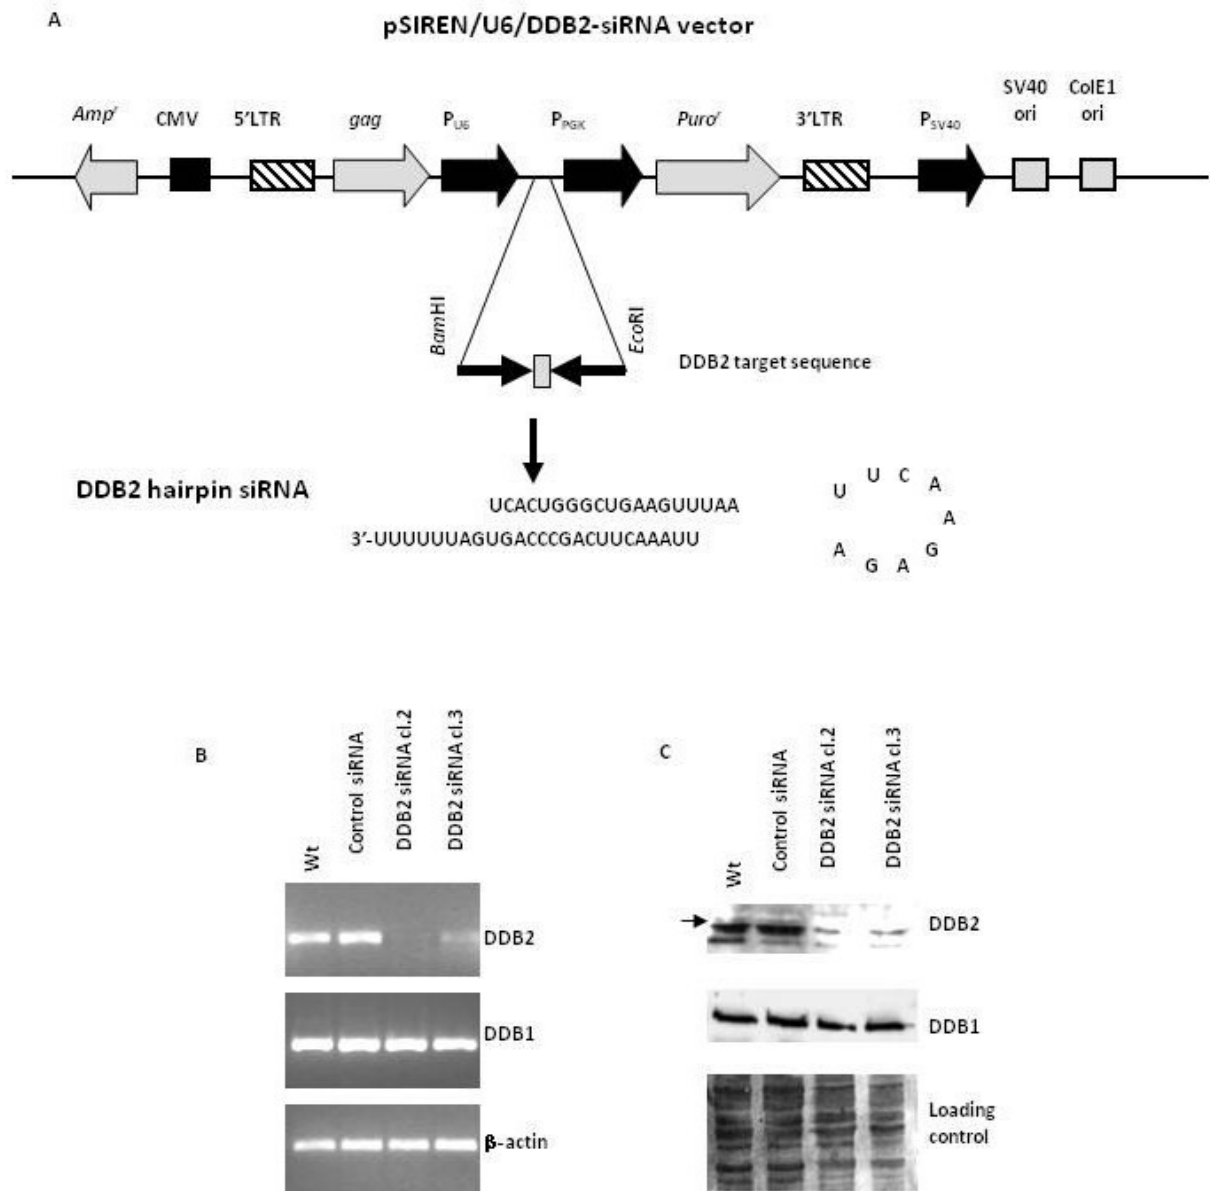 A
pSIREN/U6/DDB2-siRNA vector
Ampʳ
CMV
5'LTR
gag
P_U6
P_PGK
Puroʳ
3'LTR
P_SV40
SV40
ori
ColE1
ori
BamHI
EcoRI
DDB2 target sequence
DDB2 hairpin siRNA
UCACUGGGCUGAAGUUUAA
3'-UUUUUUAGUGACCCGACUUCAAAUU
U
U
C
A
A
G
A
G
A
B
Wt
Control siRNA
DDB2 siRNA cl.2
DDB2 siRNA cl.3
DDB2
DDB1
β-actin
C
Wt
Control siRNA
DDB2 siRNA cl.2
DDB2 siRNA cl.3
DDB2
DDB1
Loading
control